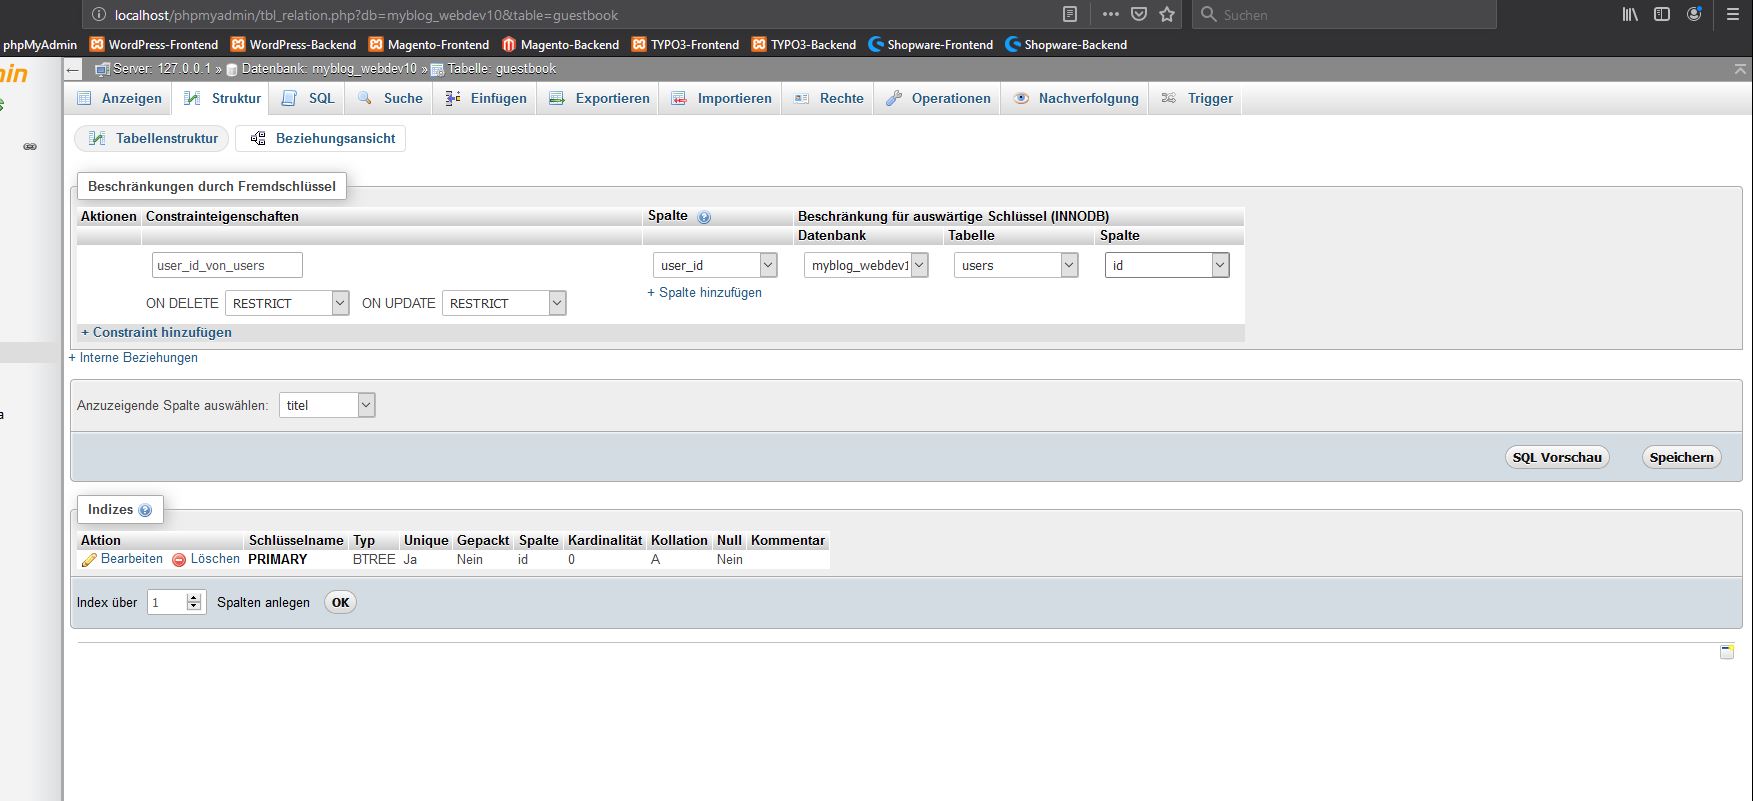 localhost/phpmyadmin/tbl_relation.php?db=myblog_webdev10&table=guestbook
Suchen
phpMyAdmin WordPress-Frontend WordPress-Backend Magento-Frontend Magento-Backend TYPO3-Frontend TYPO3-Backend Shopware-Frontend Shopware-Backend
Server: 127.0.0.1 » Datenbank: myblog_webdev10 » Tabelle: guestbook
Anzeigen Struktur SQL Suche Einfügen Exportieren Importieren Rechte Operationen Nachverfolgung Trigger
Tabellenstruktur Beziehungsansicht
Beschränkungen durch Fremdschlüssel
Aktionen Constrainteigenschaften Spalte Beschränkung für auswärtige Schlüssel (INNODB)
Datenbank Tabelle Spalte
user_id_von_users user_id myblog_webdev1 users id
+ Spalte hinzufügen
ON DELETE RESTRICT ON UPDATE RESTRICT
+ Constraint hinzufügen
+ Interne Beziehungen
Anzuzeigende Spalte auswählen: titel
SQL Vorschau Speichern
Indizes
Aktion Schlüsselname Typ Unique Gepackt Spalte Kardinalität Kollation Null Kommentar
Bearbeiten Löschen PRIMARY BTREE Ja Nein id 0 A Nein
Index über 1 Spalten anlegen OK